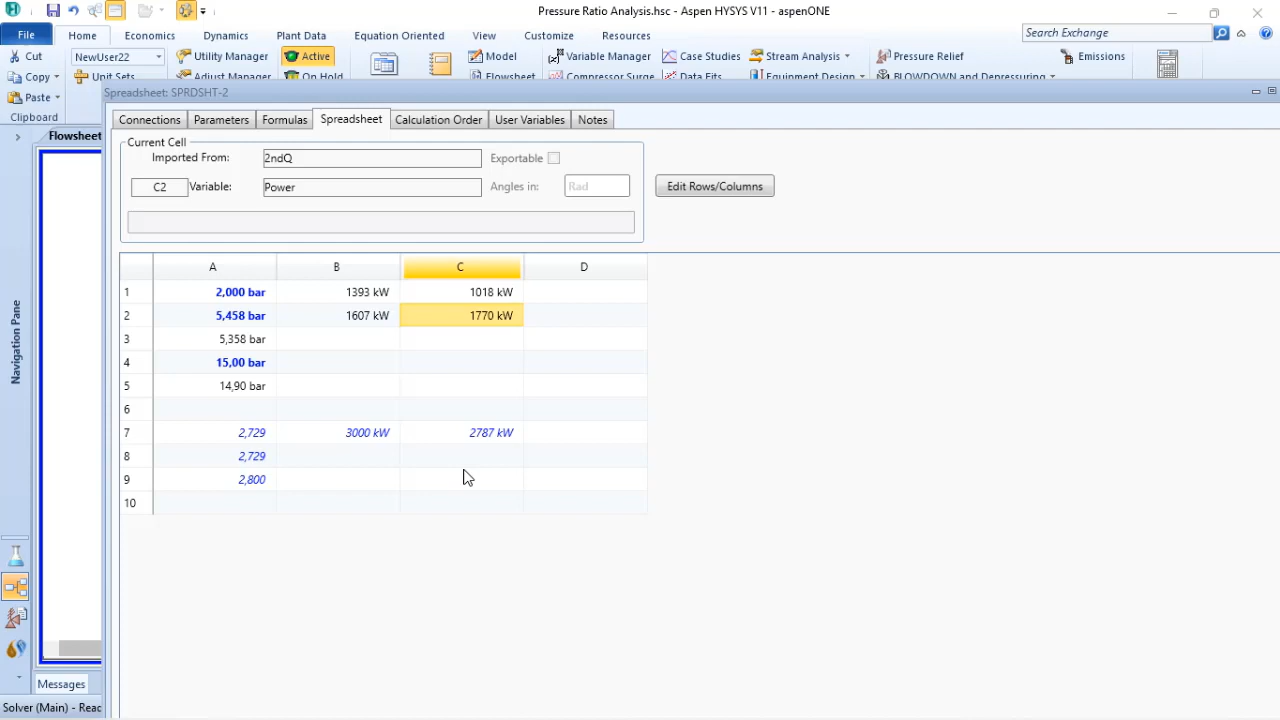 Pressure Ratio Analysis.hsc - Aspen HYSYS V11 - aspenONE
File Home Economics Dynamics Plant Data Equation Oriented View Customize Resources Search Exchange
Cut NewUser22 Utility Manager Active Model Variable Manager Case Studies Stream Analysis Pressure Relief Emissions
Copy Unit Sets Adjust Manager On Hold Flowsheet Compressor Surge Data Fits Equipment Design BLOWDOWN and Depressuring
Paste
Clipboard
Spreadsheet: SPRDSHT-2
Connections Parameters Formulas Spreadsheet Calculation Order User Variables Notes
Flowsheet
Current Cell
Imported From: 2ndQ Exportable
C2 Variable: Power Angles in: Rad Edit Rows/Columns
A B C D
1 2,000 bar 1393 kW 1018 kW
2 5,458 bar 1607 kW 1770 kW
3 5,358 bar
4 15,00 bar
5 14,90 bar
6
7 2,729 3000 kW 2787 kW
8 2,729
9 2,800
10
Navigation Pane
Messages
Solver (Main) - Read